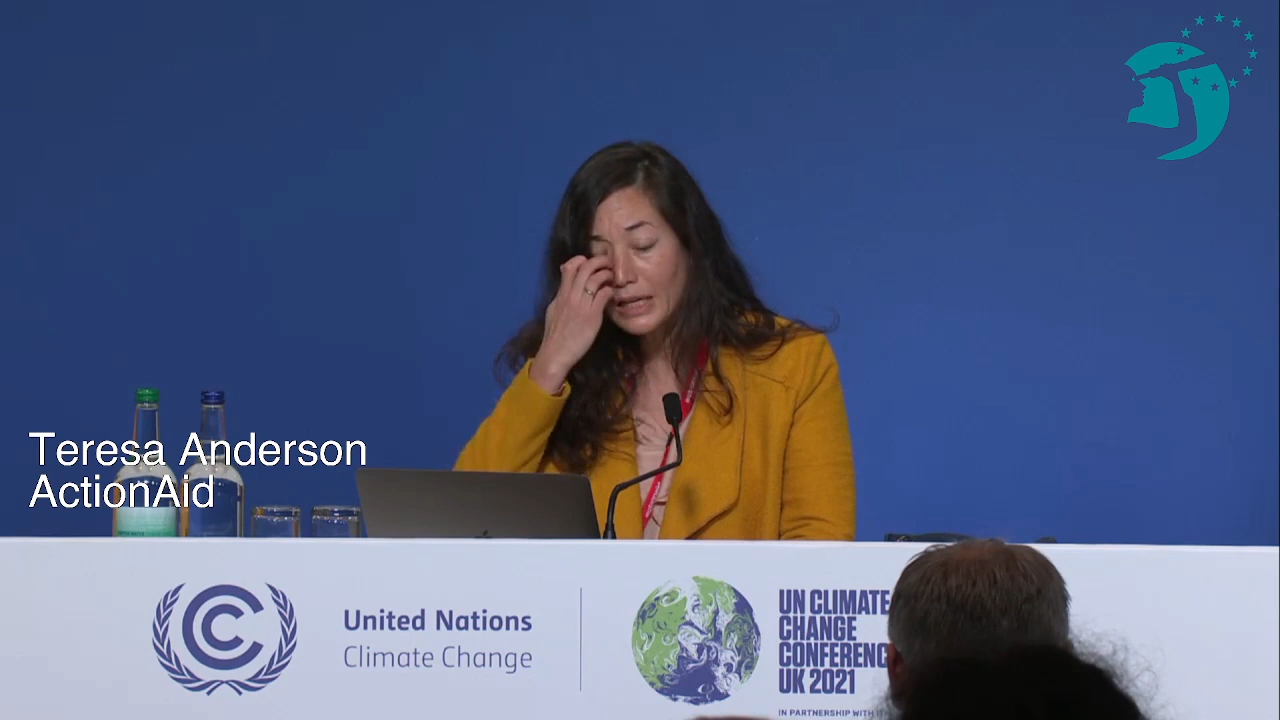 Teresa Anderson
ActionAid
United Nations
Climate Change
UN CLIMATE
CHANGE
CONFERENC
UK 2021
IN PARTNERSHIP WITH